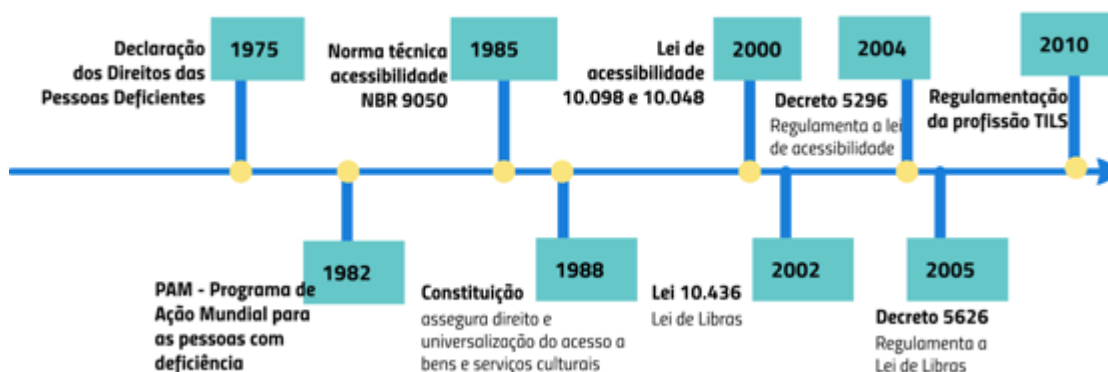 1975
Declaração
dos Direitos das
Pessoas Deficientes
1982
PAM - Programa de
Ação Mundial para
as pessoas com
deficiência
1985
Norma técnica
acessibilidade
NBR 9050
1988
Constituição
assegura direito e
universalização do acesso a
bens e serviços culturais
2000
Lei de
acessibilidade
10.098 e 10.048
2002
Lei 10.436
Lei de Libras
2004
Decreto 5296
Regulamenta a lei
de acessibilidade
2005
Decreto 5626
Regulamenta a
Lei de Libras
2010
Regulamentação
da profissão TILS